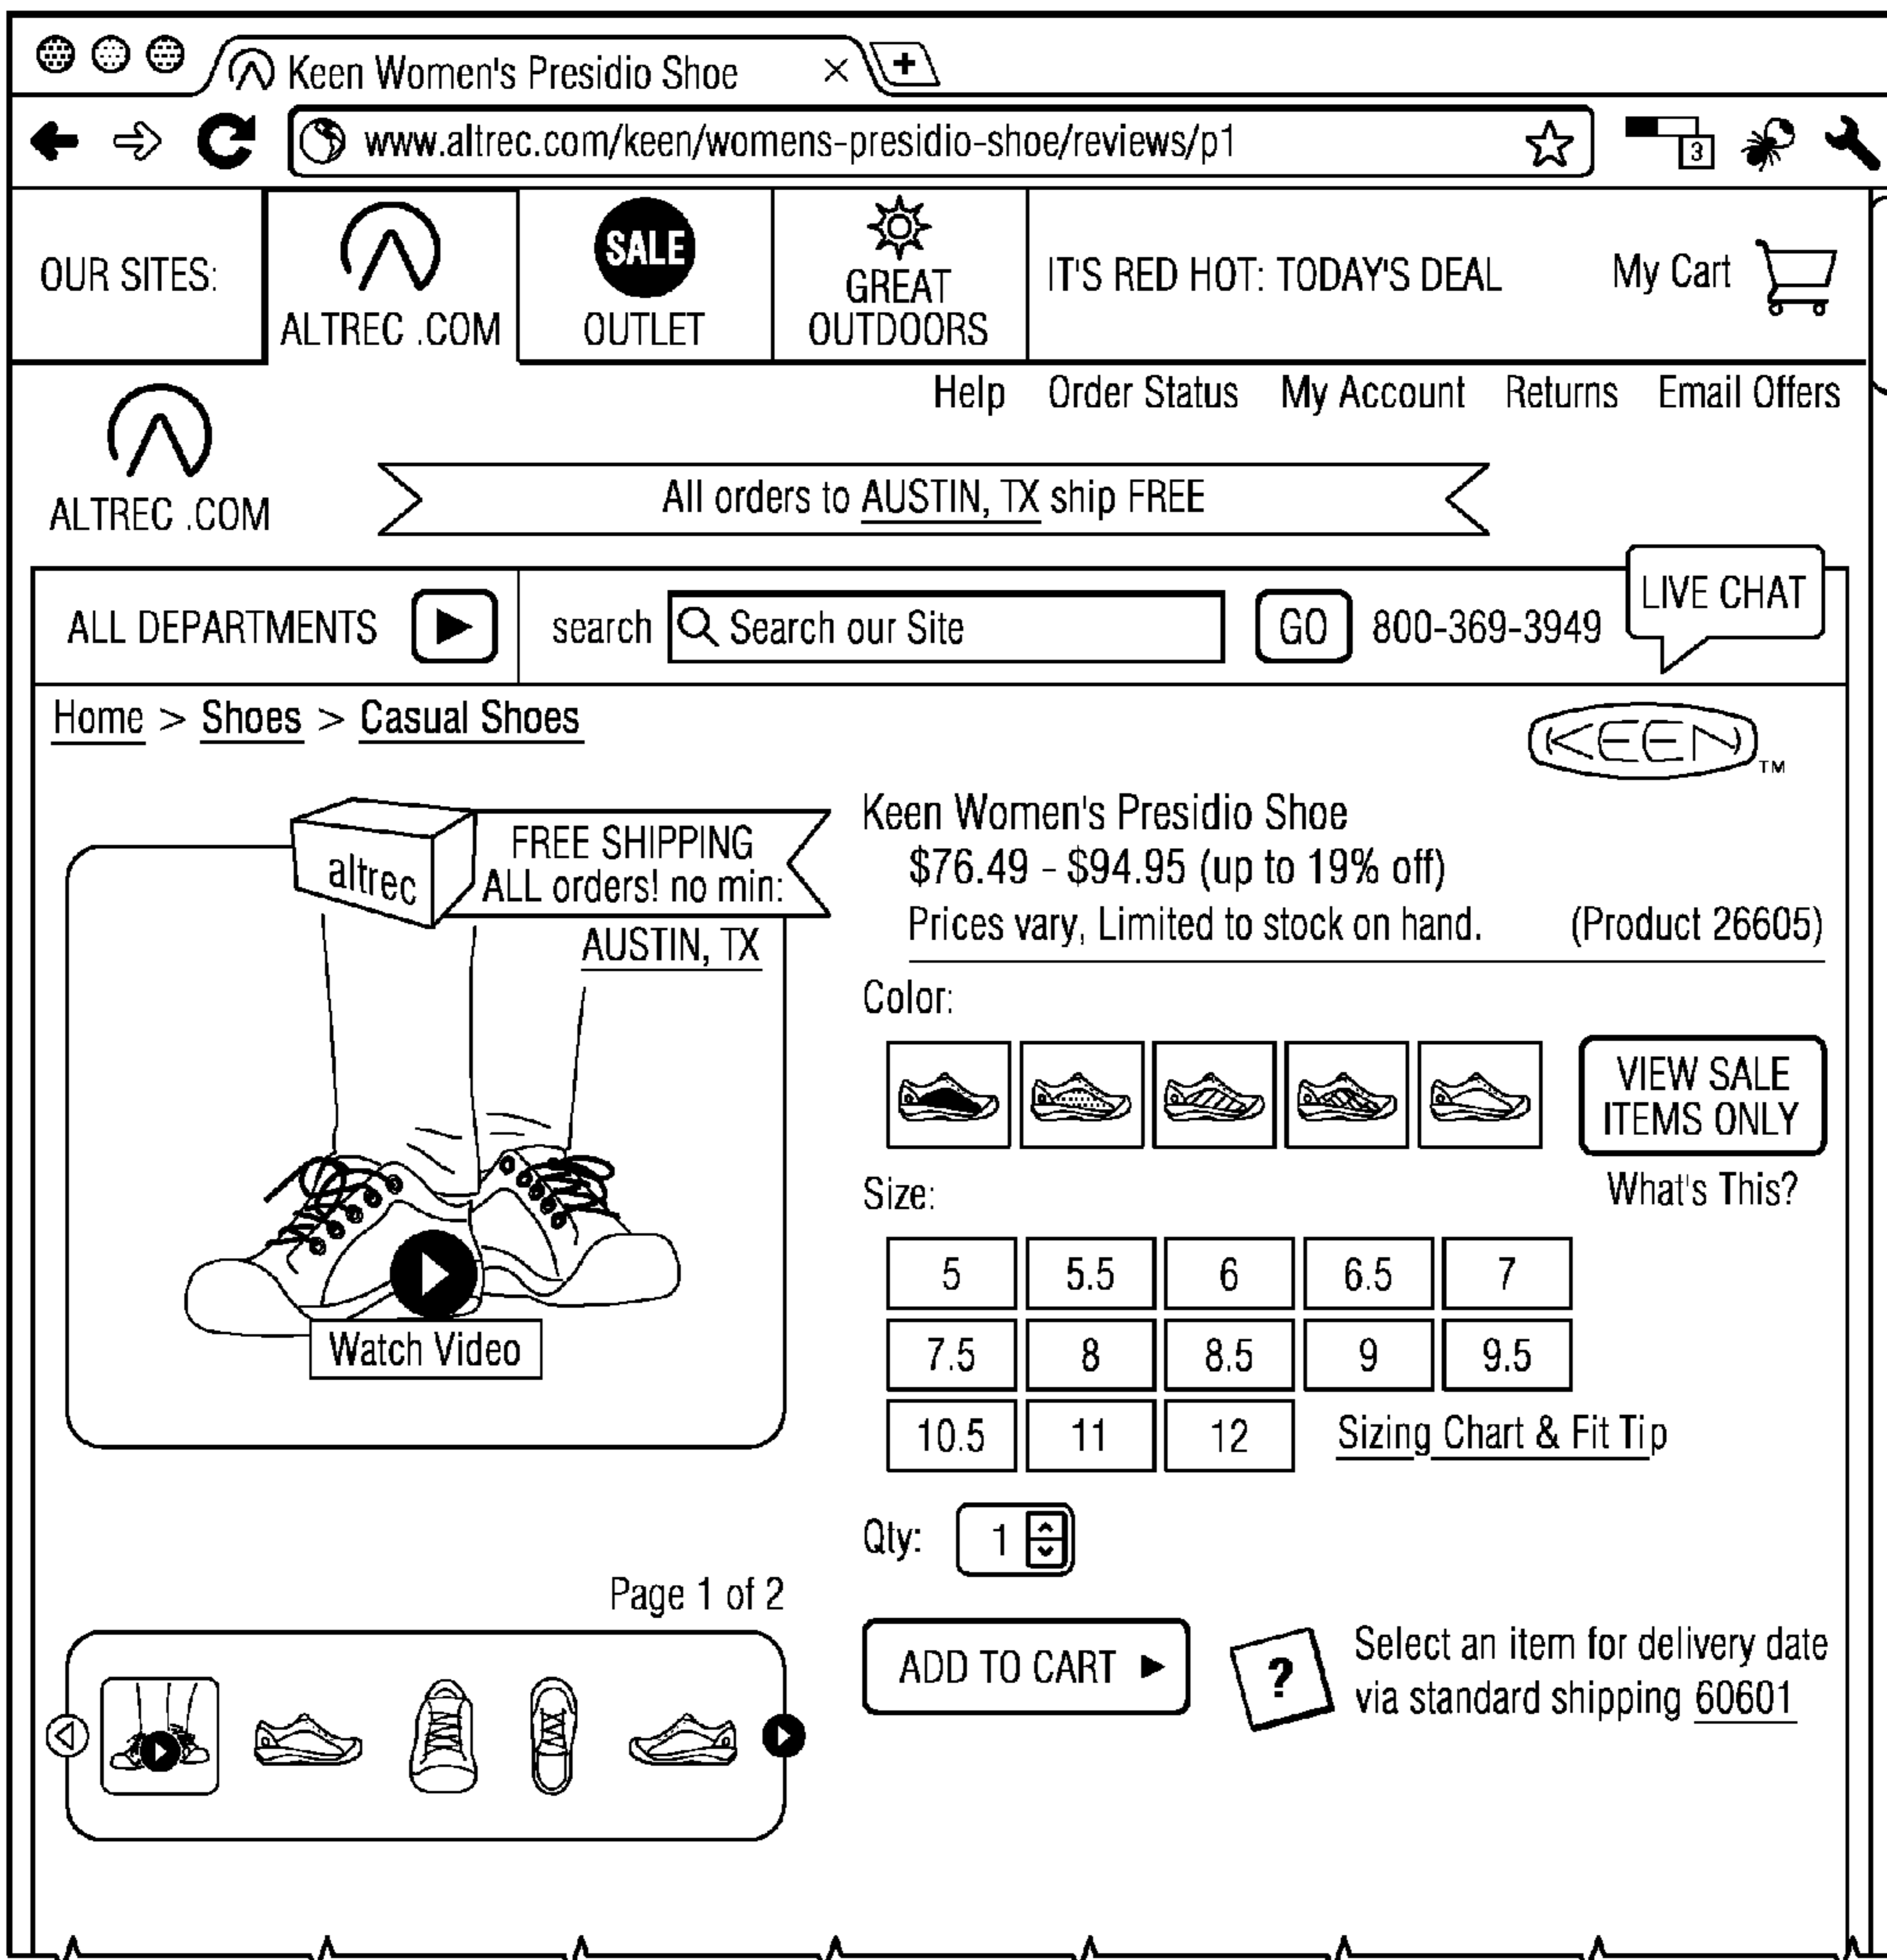 Keen Women's Presidio Shoe
www.altrec.com/keen/womens-presidio-shoe/reviews/p1
3
OUR SITES:
ALTREC .COM
SALE
OUTLET
GREAT
OUTDOORS
IT'S RED HOT: TODAY'S DEAL
My Cart
Help Order Status My Account Returns Email Offers
ALTREC .COM
All orders to AUSTIN, TX ship FREE
ALL DEPARTMENTS
search
Search our Site
GO
800-369-3949
LIVE CHAT
Home > Shoes > Casual Shoes
KEEN TM
altrec
FREE SHIPPING
ALL orders! no min:
AUSTIN, TX
Watch Video
Keen Women's Presidio Shoe
$76.49 - $94.95 (up to 19% off)
Prices vary, Limited to stock on hand. (Product 26605)
Color:
VIEW SALE
ITEMS ONLY
What's This?
Size:
5 5.5 6 6.5 7
7.5 8 8.5 9 9.5
10.5 11 12 Sizing Chart & Fit Tip
Qty: 1
Page 1 of 2
ADD TO CART
?
Select an item for delivery date
via standard shipping 60601